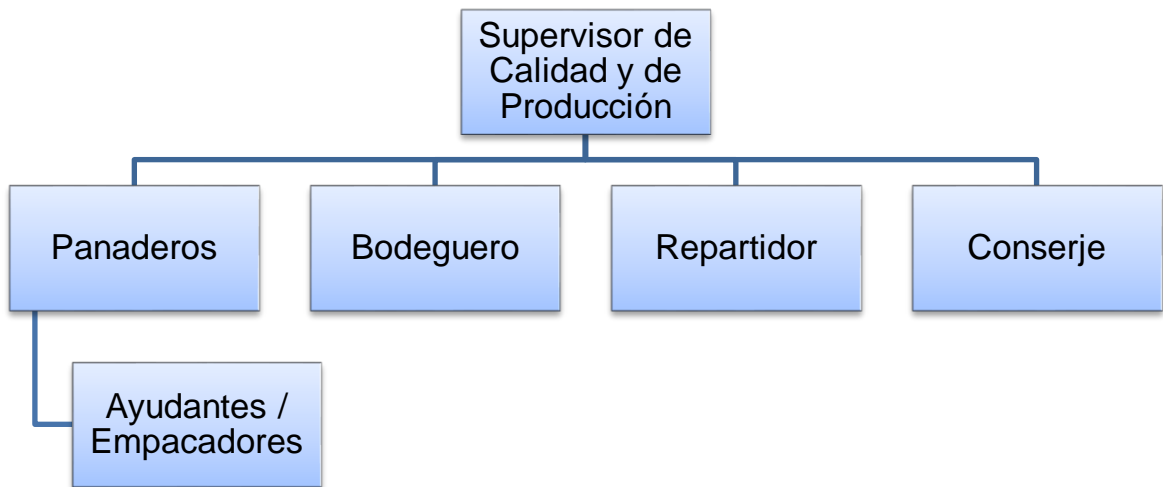 Supervisor de
Calidad y de
Producción
Panaderos
Bodeguero
Repartidor
Conserje
Ayudantes /
Empacadores